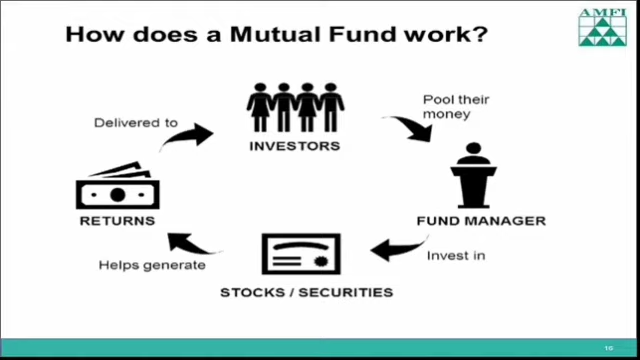 AMFI
How does a Mutual Fund work?
Pool their
money
Delivered to
INVESTORS
RETURNS
FUND MANAGER
Helps generate
Invest in
STOCKS / SECURITIES
10